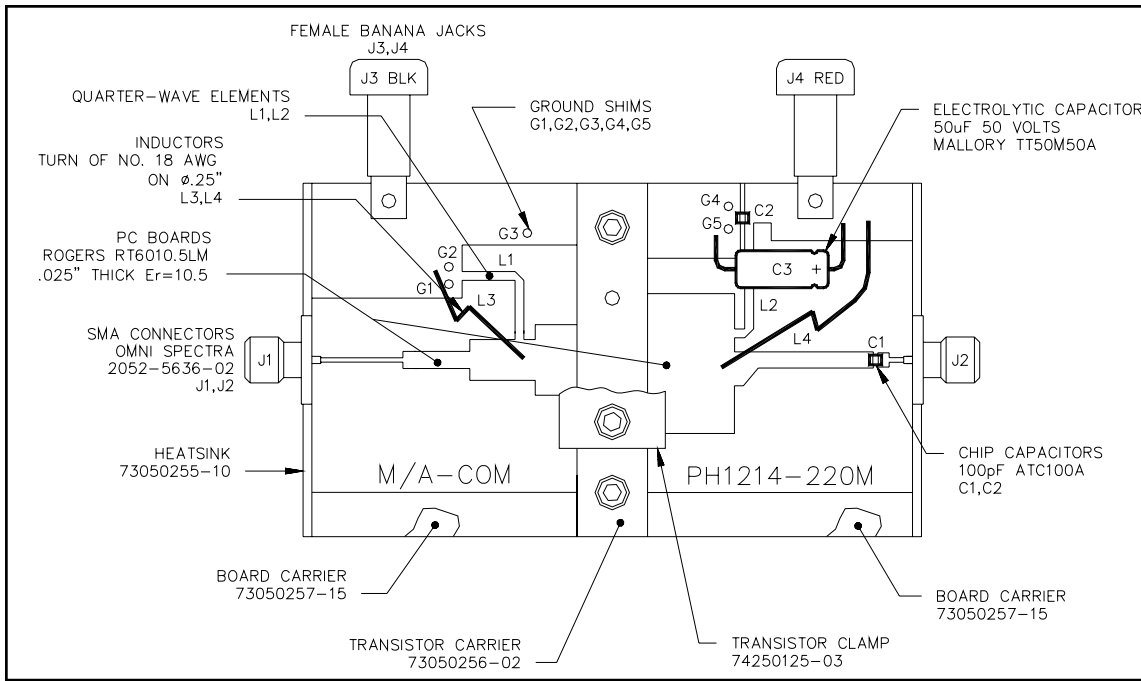 FEMALE BANANA JACKS
J3,J4
J3 BLK
J4 RED
QUARTER-WAVE ELEMENTS
L1,L2
GROUND SHIMS
G1,G2,G3,G4,G5
ELECTROLYTIC CAPACITOR
50uF 50 VOLTS
MALLORY TT50M50A
INDUCTORS
TURN OF NO. 18 AWG
ON ø.25"
L3,L4
PC BOARDS
ROGERS RT6010.5LM
.025" THICK Er=10.5
G4
C2
G5
G3
G2
L1
G1
L3
C3
+
L2
L4
C1
SMA CONNECTORS
OMNI SPECTRA
2052-5636-02
J1,J2
J1
J2
HEATSINK
73050255-10
M/A-COM
PH1214-220M
CHIP CAPACITORS
100pF ATC100A
C1,C2
BOARD CARRIER
73050257-15
BOARD CARRIER
73050257-15
TRANSISTOR CARRIER
73050256-02
TRANSISTOR CLAMP
74250125-03